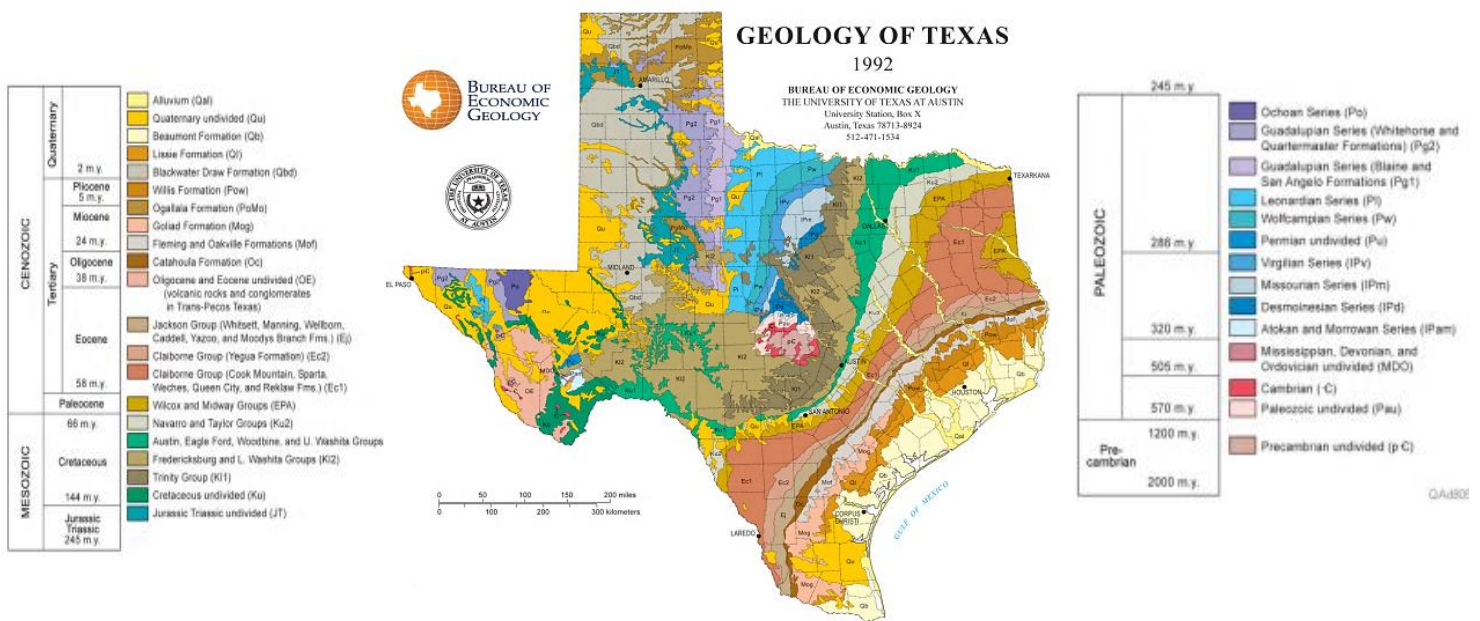 GEOLOGY OF TEXAS
1992
BUREAU OF ECONOMIC GEOLOGY
THE UNIVERSITY OF TEXAS AT AUSTIN
University Station, Box X
Austin, Texas 78713-8924
512-471-1534
BUREAU OF
ECONOMIC
GEOLOGY
THE UNIVERSITY OF TEXAS
AT AUSTIN
CENOZOIC
Quaternary
2 m.y.
Tertiary
Pliocene
5 m.y.
Miocene
24 m.y.
Oligocene
38 m.y.
Eocene
58 m.y.
Paleocene
66 m.y.
MESOZOIC
Cretaceous
144 m.y.
Jurassic
Triassic
245 m.y.
Alluvium (Qal)
Quaternary undivided (Qu)
Beaumont Formation (Qb)
Lissie Formation (Ql)
Blackwater Draw Formation (Qbd)
Willis Formation (Pow)
Ogallala Formation (PoMo)
Goliad Formation (Mog)
Fleming and Oakville Formations (Mof)
Catahoula Formation (Oc)
Oligocene and Eocene undivided (OE)
(volcanic rocks and conglomerates
in Trans-Pecos Texas)
Jackson Group (Whitsett, Manning, Wellborn,
Caddell, Yazoo, and Moodys Branch Fms.) (Ej)
Claiborne Group (Yegua Formation) (Ec2)
Claiborne Group (Cook Mountain, Sparta,
Weches, Queen City, and Reklaw Fms.) (Ec1)
Wilcox and Midway Groups (EPA)
Navarro and Taylor Groups (Ku2)
Austin, Eagle Ford, Woodbine, and U. Washita Groups
Fredericksburg and L. Washita Groups (Kl2)
Trinity Group (Kl1)
Cretaceous undivided (Ku)
Jurassic Triassic undivided (JT)
AMARILLO
TEXARKANA
DALLAS
MIDLAND
EL PASO
AUSTIN
HOUSTON
SAN ANTONIO
CORPUS
CHRISTI
LAREDO
GULF OF MEXICO
0 50 100 150 200 miles
0 100 200 300 kilometers
245 m.y.
PALEOZOIC
286 m.y.
320 m.y.
505 m.y.
570 m.y.
Pre-
cambrian
1200 m.y.
2000 m.y.
Ochoan Series (Po)
Guadalupian Series (Whitehorse and
Quartermaster Formations) (Pg2)
Guadalupian Series (Blaine and
San Angelo Formations (Pg1)
Leonardian Series (Pl)
Wolfcampian Series (Pw)
Permian undivided (Pu)
Virgilian Series (IPv)
Missourian Series (IPm)
Desmoinesian Series (IPd)
Atokan and Morrowan Series (IPam)
Mississippian, Devonian, and
Ordovician undivided (MDO)
Cambrian (-C)
Paleozoic undivided (Pau)
Precambrian undivided (p-C)